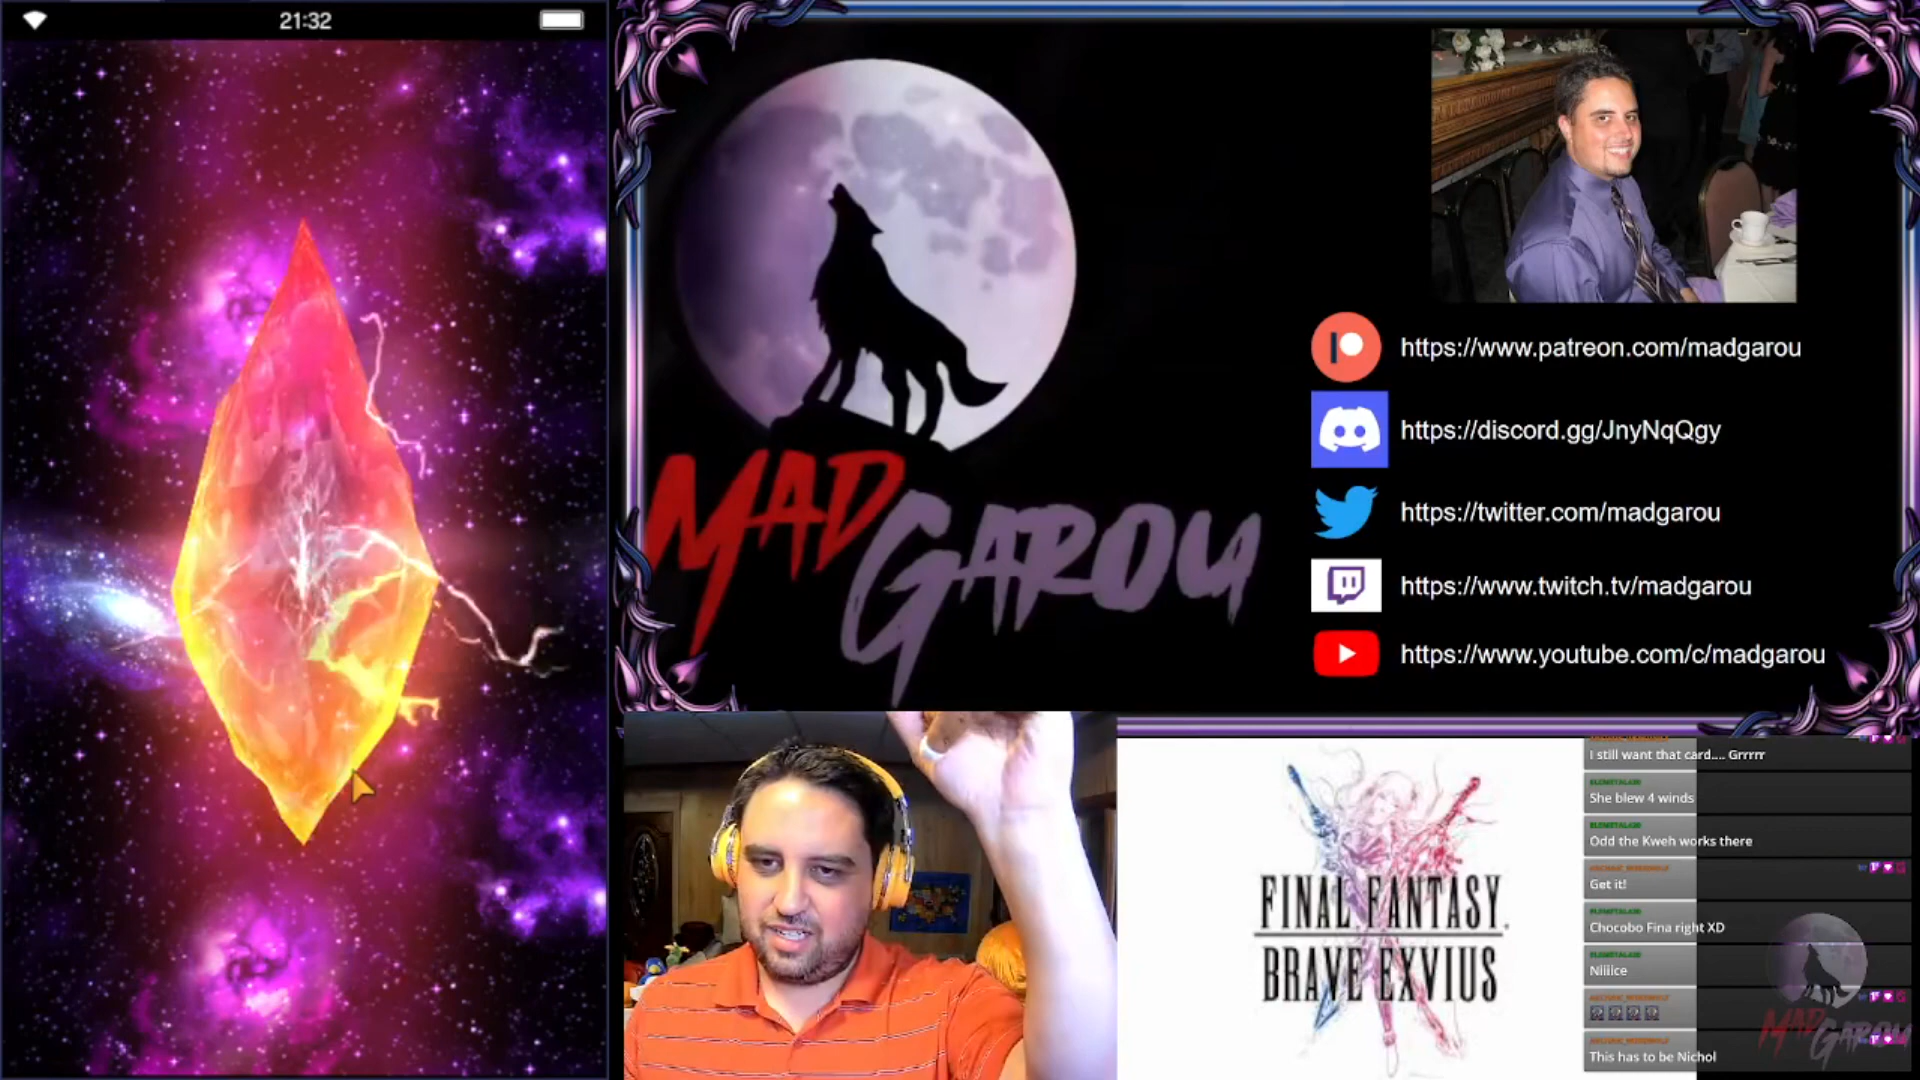 21:32
MAD
GAROU
https://www.patreon.com/madgarou
https://discord.gg/JnyNqQgy
https://twitter.com/madgarou
https://www.twitch.tv/madgarou
https://www.youtube.com/c/madgarou
FINAL FANTASY
BRAVE EXVIUS
I still want that card.... Grrrrr
She blew 4 winds
Odd the Kweh works there
Get it!
Chocobo Fina right XD
Niiiice
This has to be Nichol
MAD
GAROU